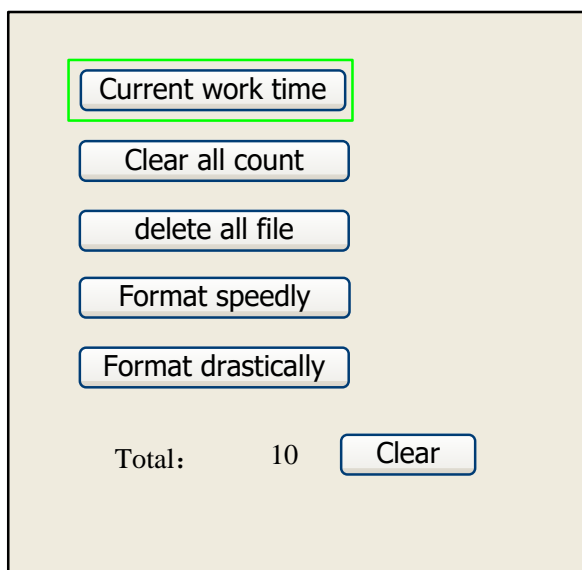 Current work time
Clear all count
delete all file
Format speedly
Format drastically
Total： 10 Clear